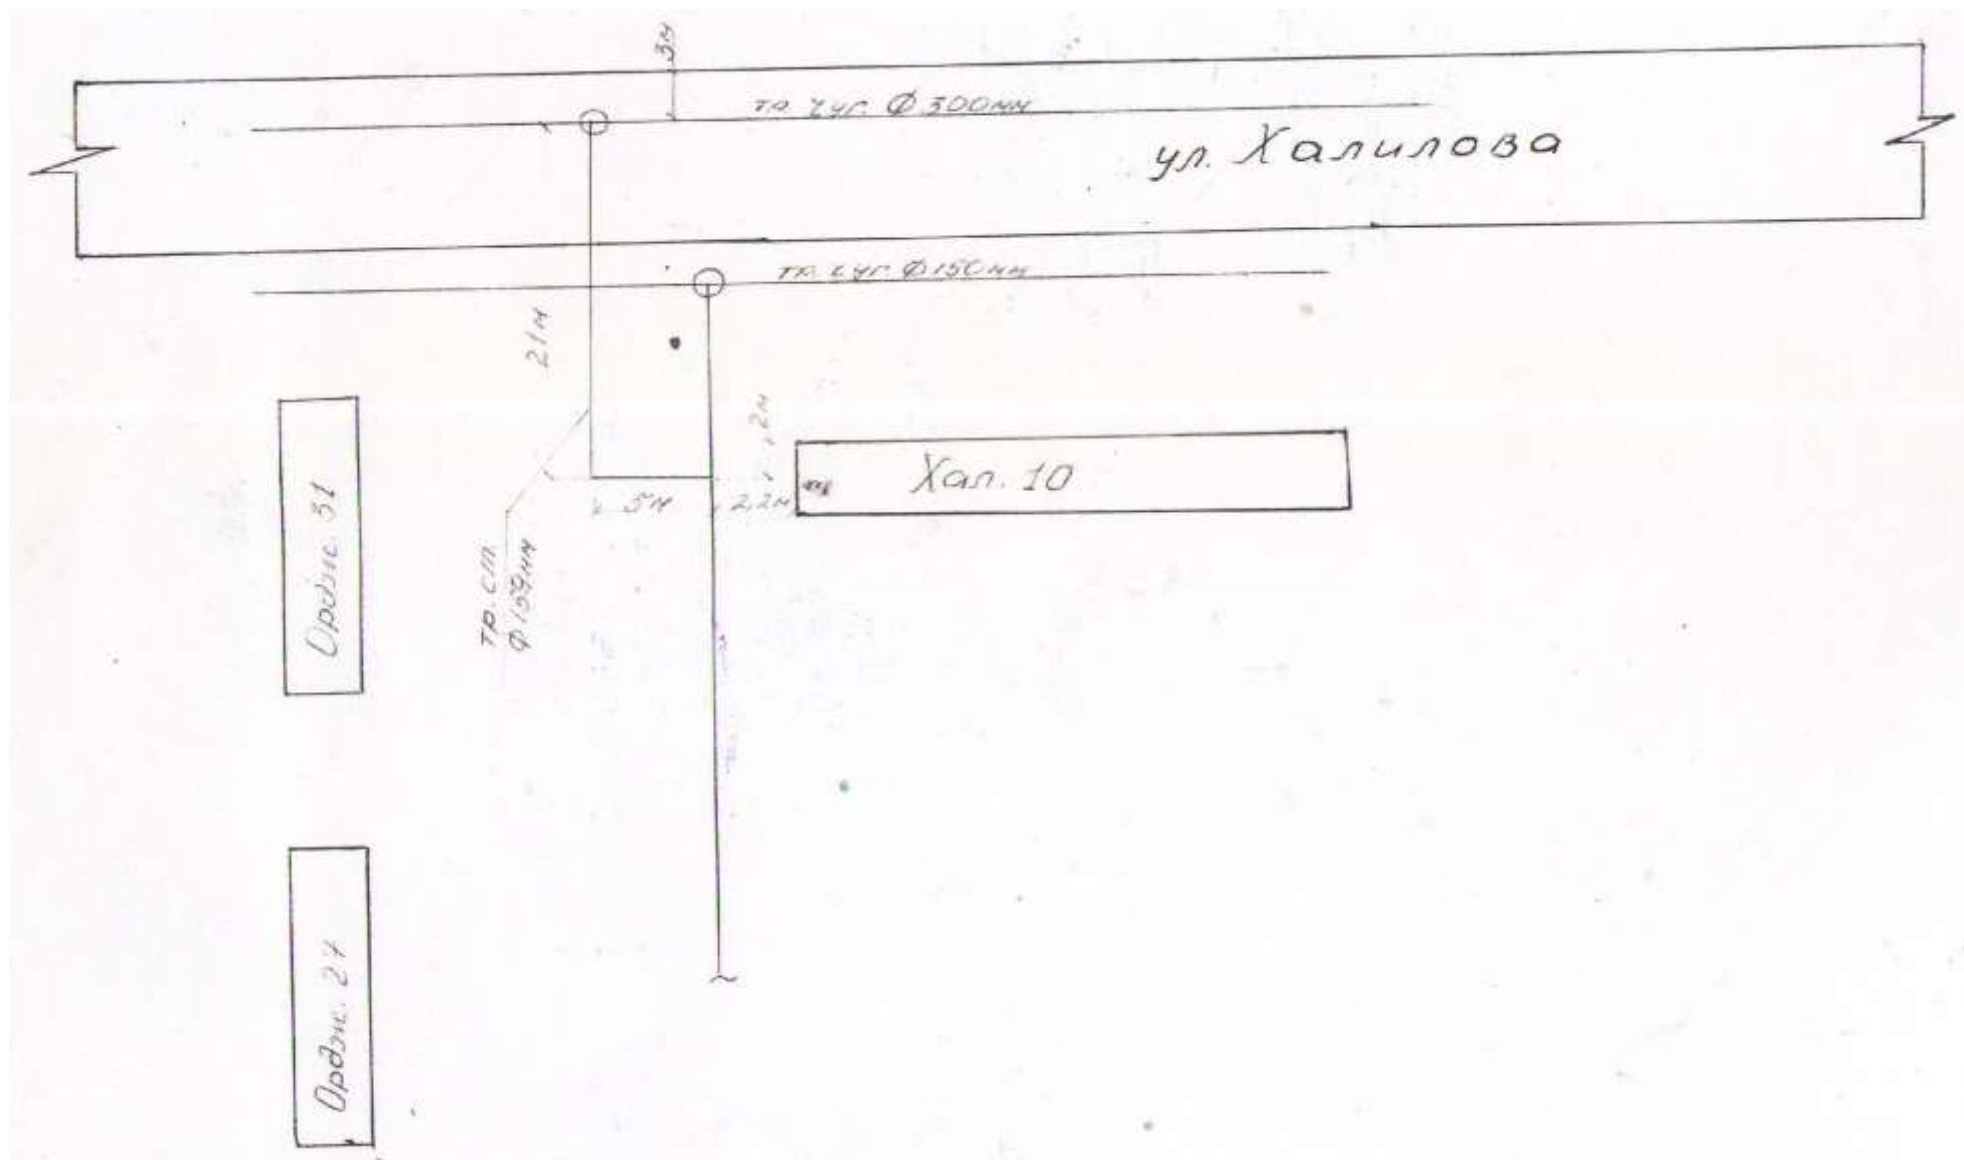 3м
тр. чуг. Ф 300мм
ул. Халилова
тр. чуг. Ф 150мм
21м
2м
Хал. 10
5м
2,2м
тр. ст.
Ф 159мм
Ордж. 31
Ордж. 27